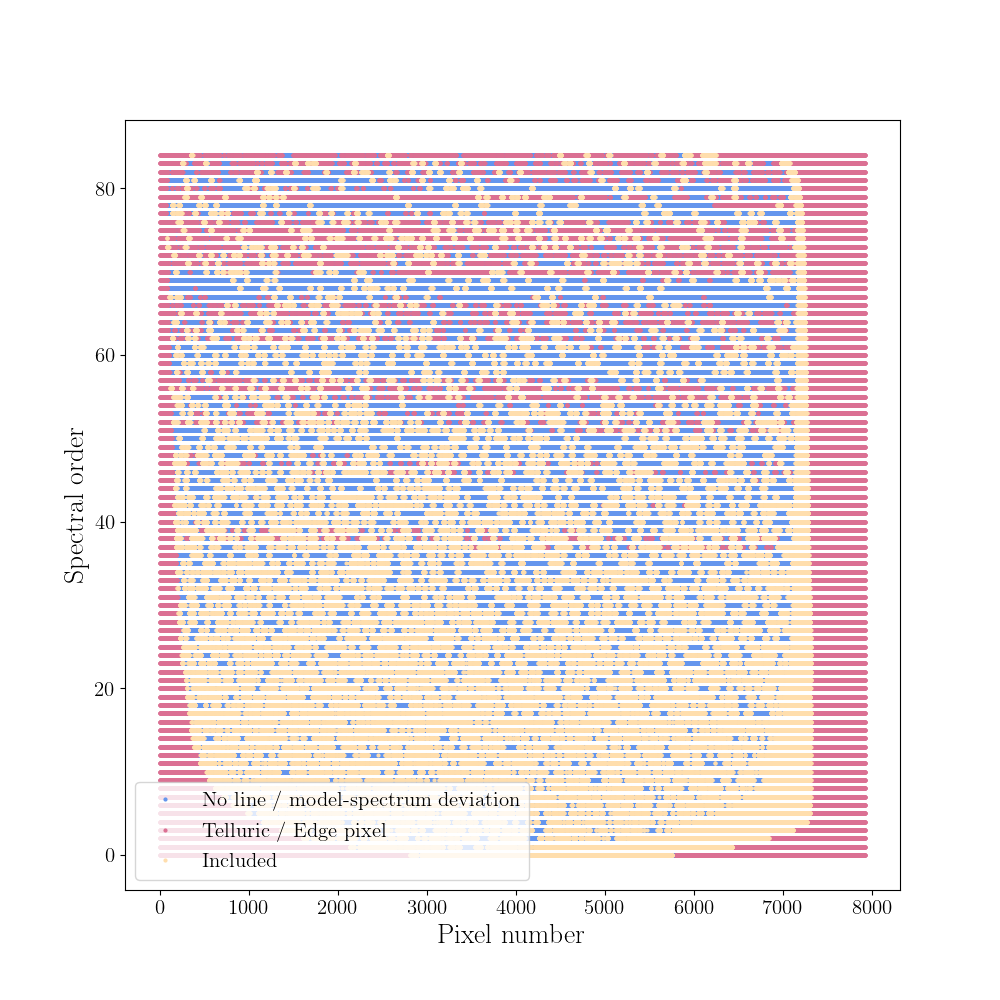 80
60
40
20
0
Spectral order
No line / model-spectrum deviation
Telluric / Edge pixel
Included
0 1000 2000 3000 4000 5000 6000 7000 8000
Pixel number